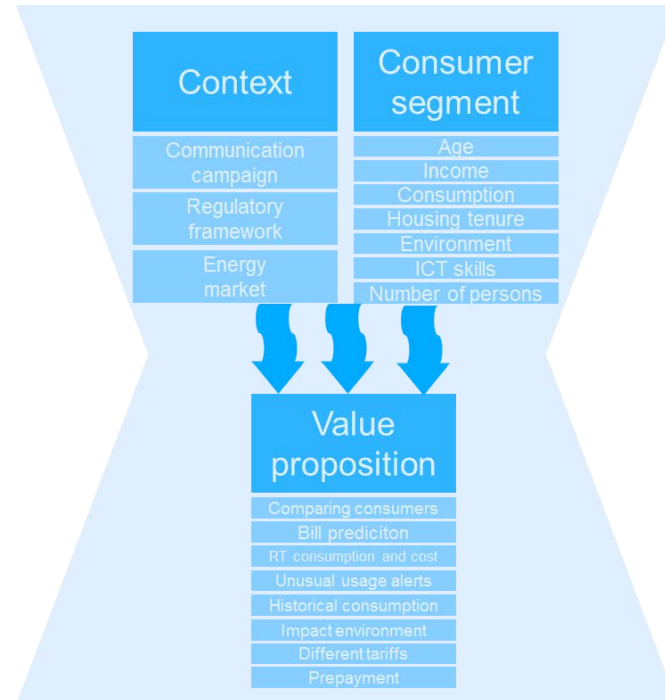 Context
Communication
campaign
Regulatory
framework
Energy
market
Consumer
segment
Age
Income
Consumption
Housing tenure
Environment
ICT skills
Number of persons
Value
proposition
Comparing consumers
Bill prediciton
RT consumption and cost
Unusual usage alerts
Historical consumption
Impact environment
Different tariffs
Prepayment